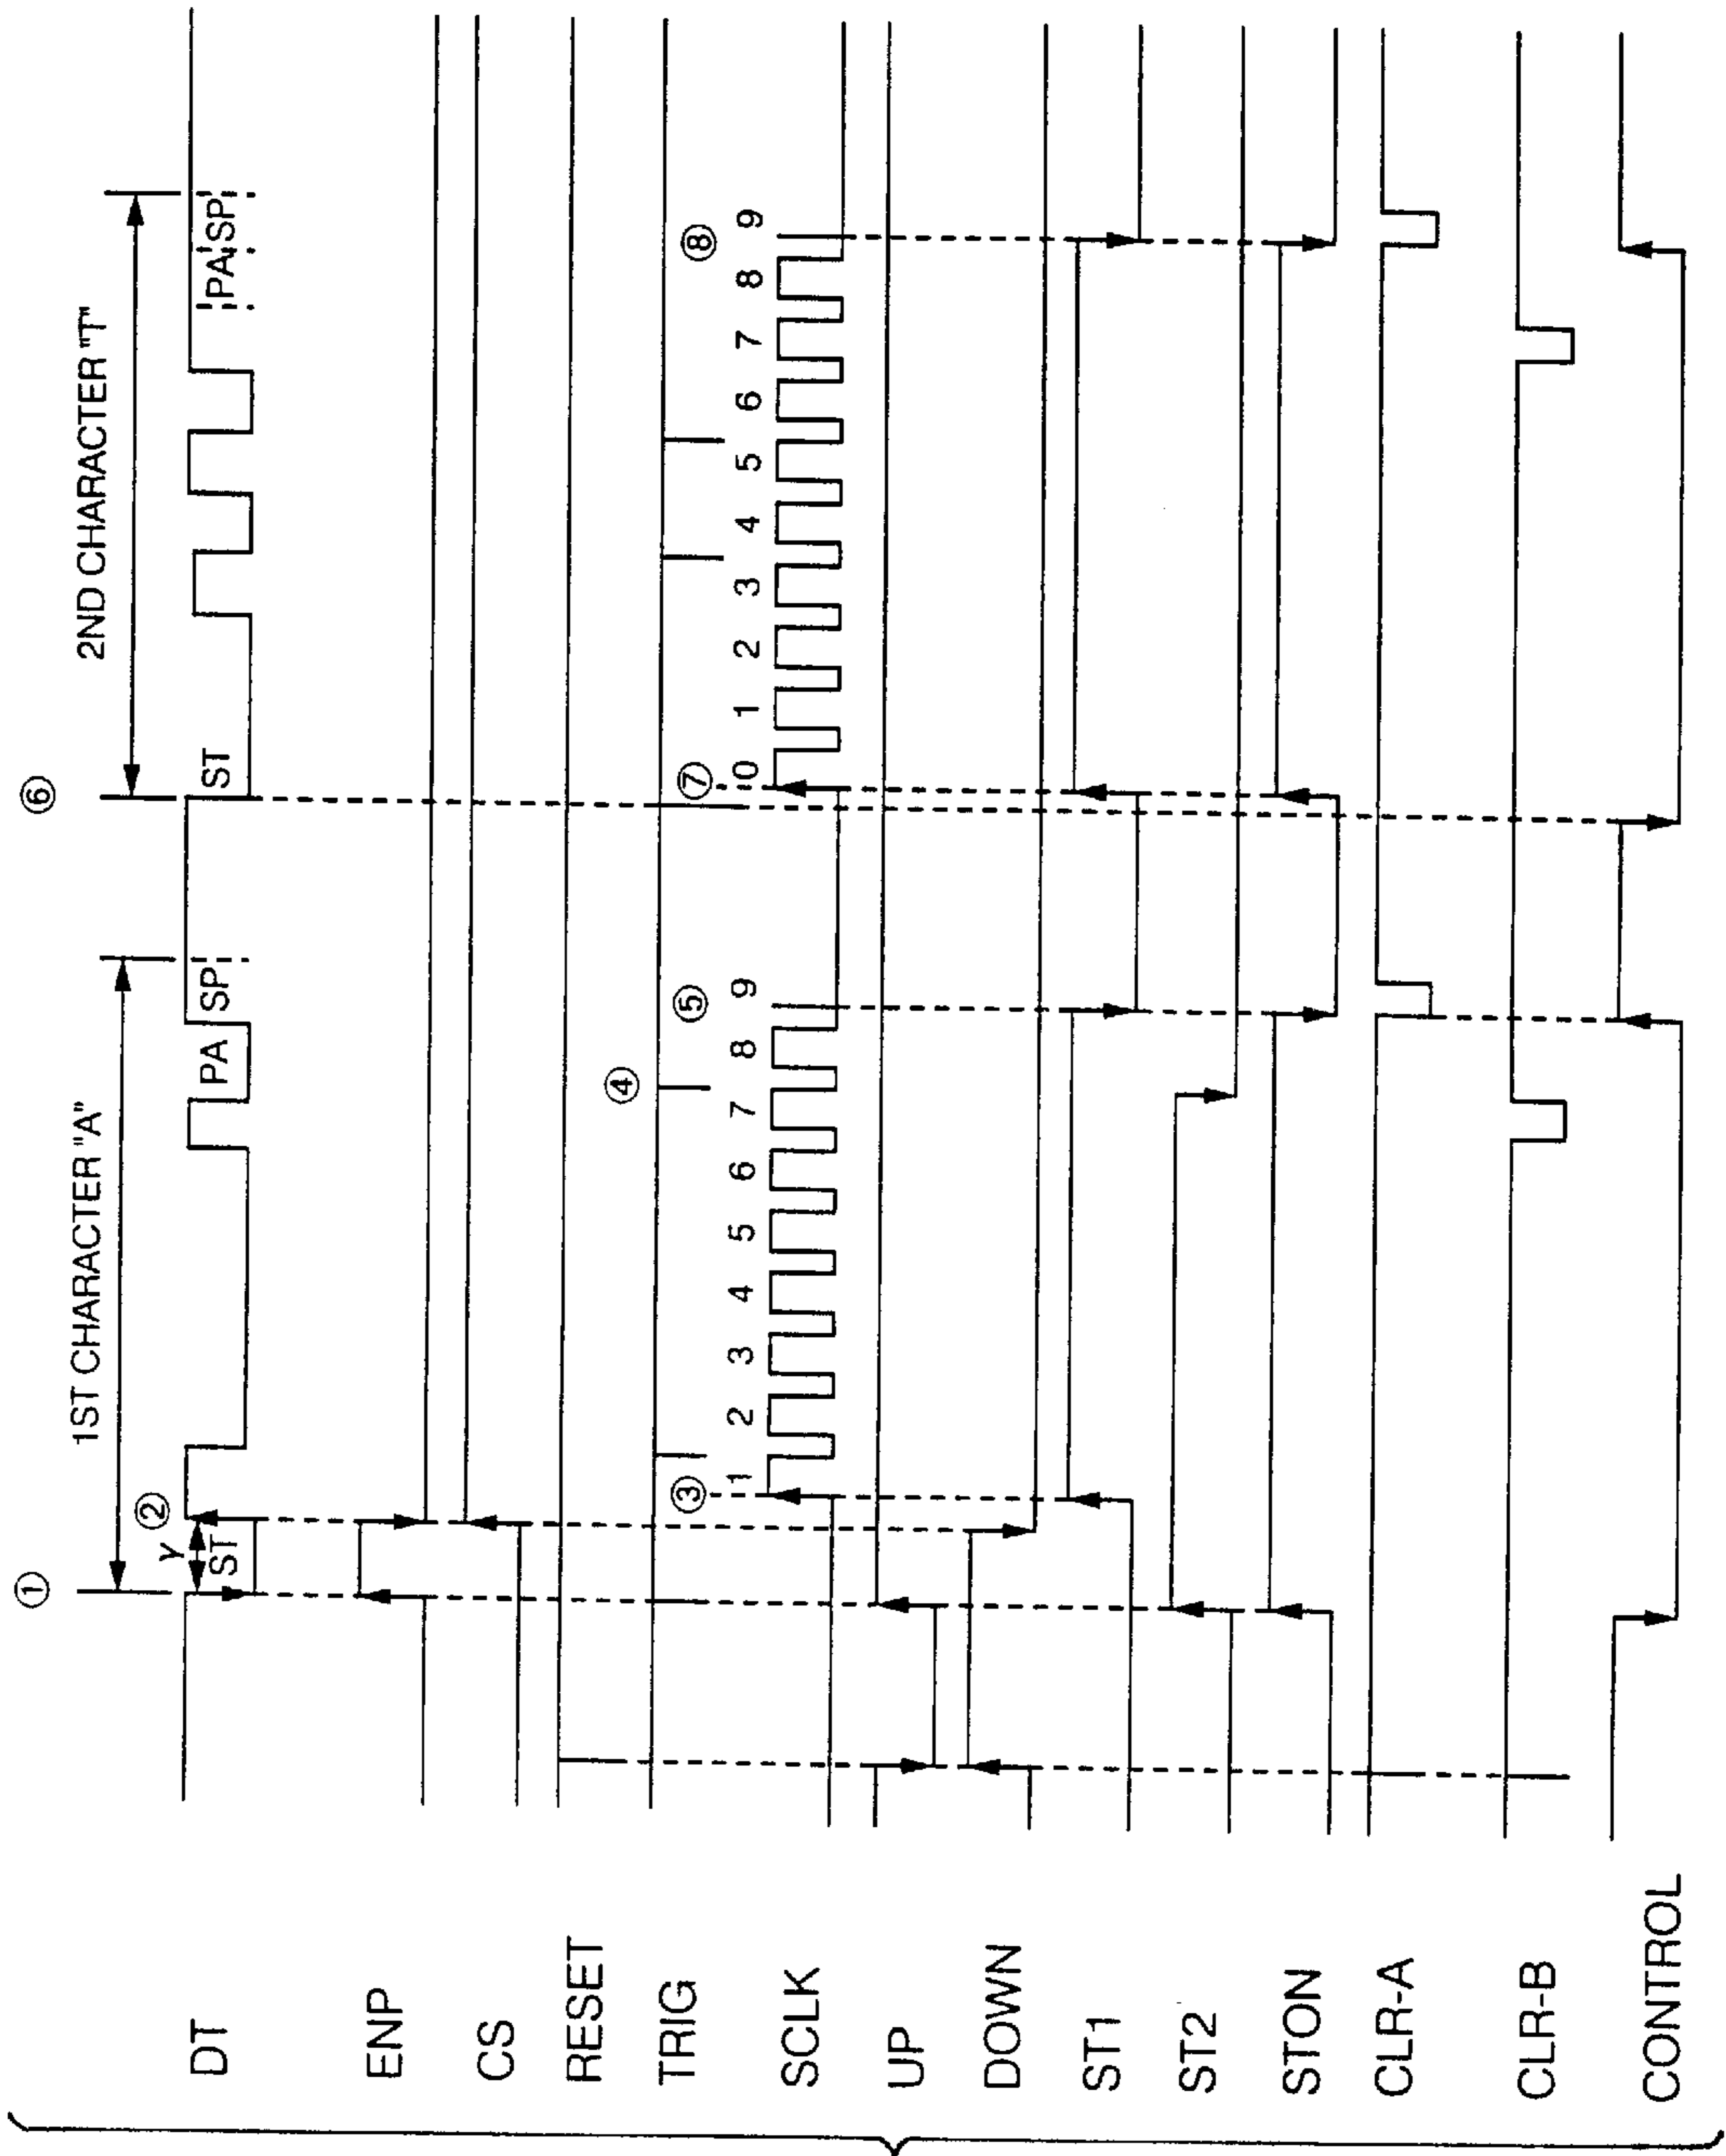 ① ⑥
1ST CHARACTER "A" 2ND CHARACTER "T"
γ ②
DT ST PA SP ST PA SP
ENP
CS
RESET
④
TRIG ③ ⑤ ⑦ ⑧
1 2 3 4 5 6 7 8 9 0 1 2 3 4 5 6 7 8 9
SCLK
UP
DOWN
ST1
ST2
STON
CLR-A
CLR-B
CONTROL